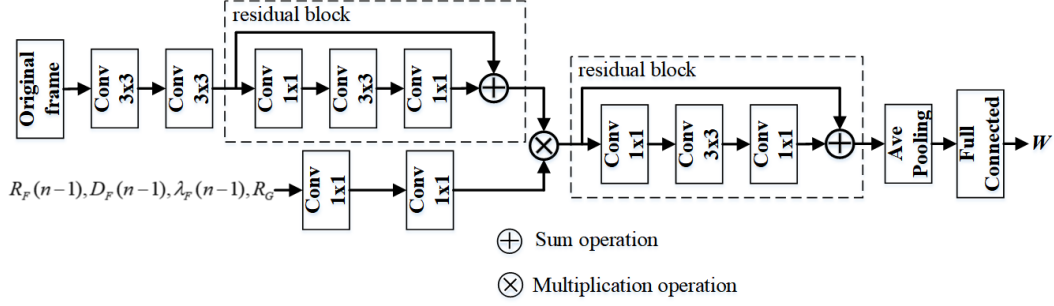 residual block
Original frame
Conv 3x3
Conv 3x3
Conv 1x1
Conv 3x3
Conv 1x1
residual block
Conv 1x1
Conv 3x3
Conv 1x1
Ave Pooling
Full Connected
W
R_F(n−1), D_F(n−1), λ_F(n−1), R_G
Conv 1x1
Conv 1x1
Sum operation
Multiplication operation